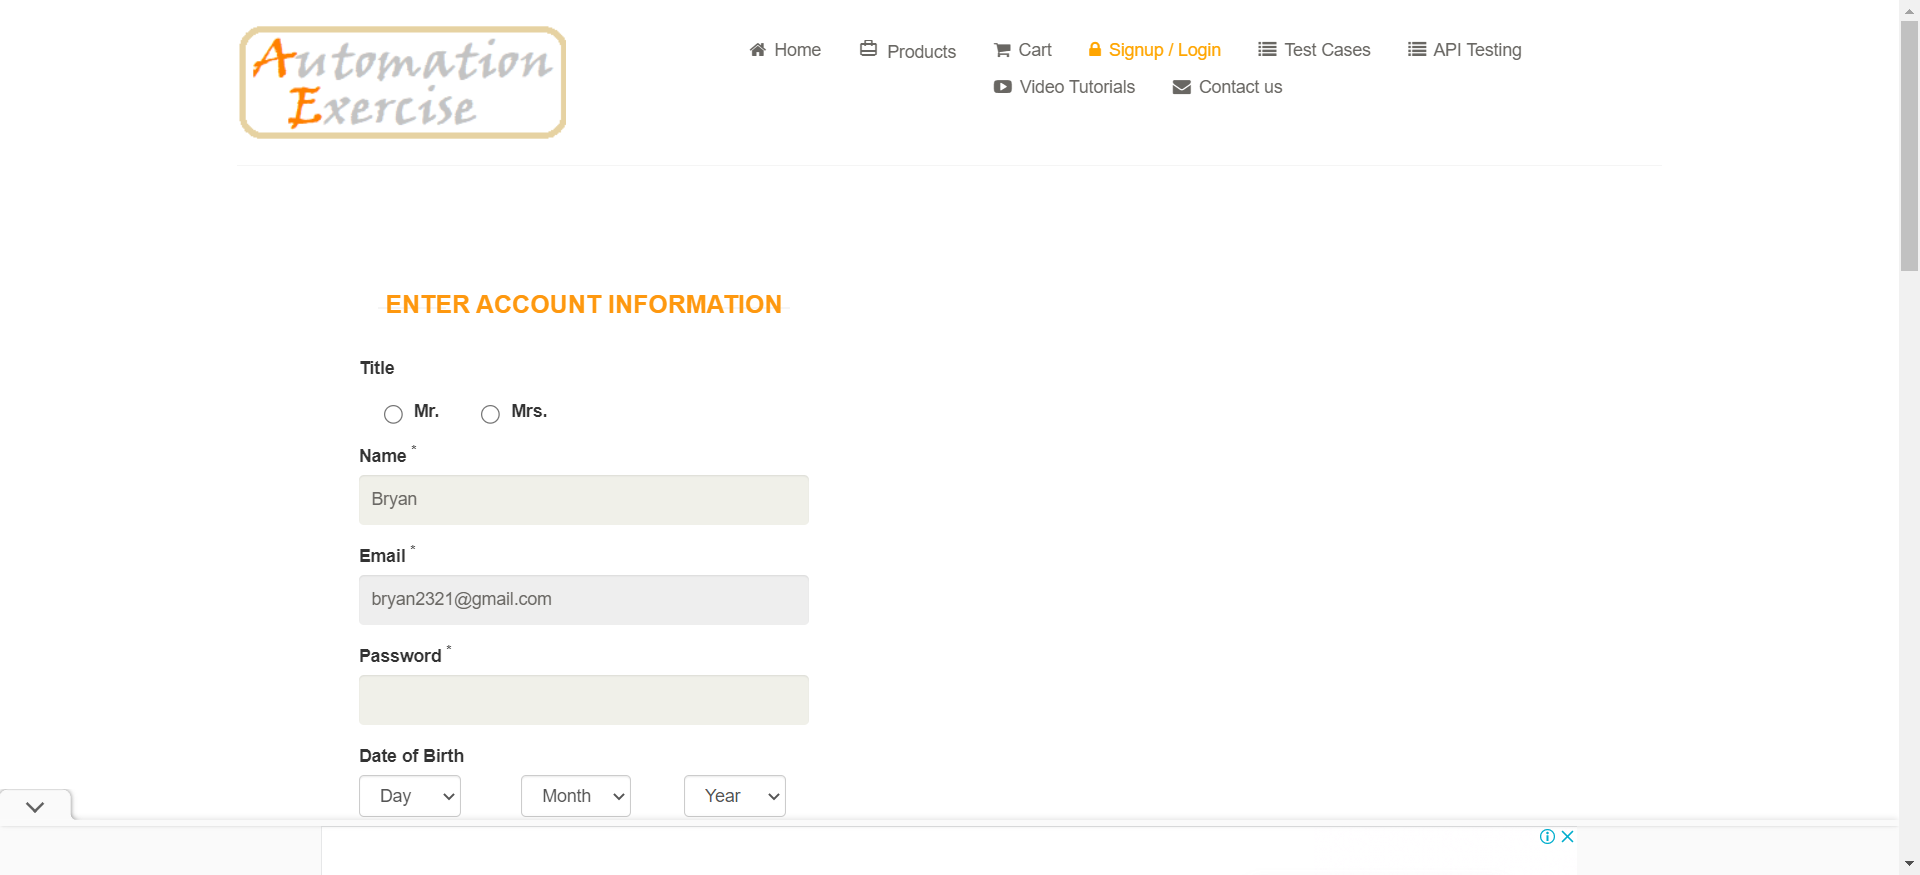 Automation
Exercise
Home
Products
Cart
Signup / Login
Test Cases
API Testing
Video Tutorials
Contact us
ENTER ACCOUNT INFORMATION
Title
Mr.
Mrs.
Name *
Bryan
Email *
bryan2321@gmail.com
Password *
Date of Birth
Day
Month
Year